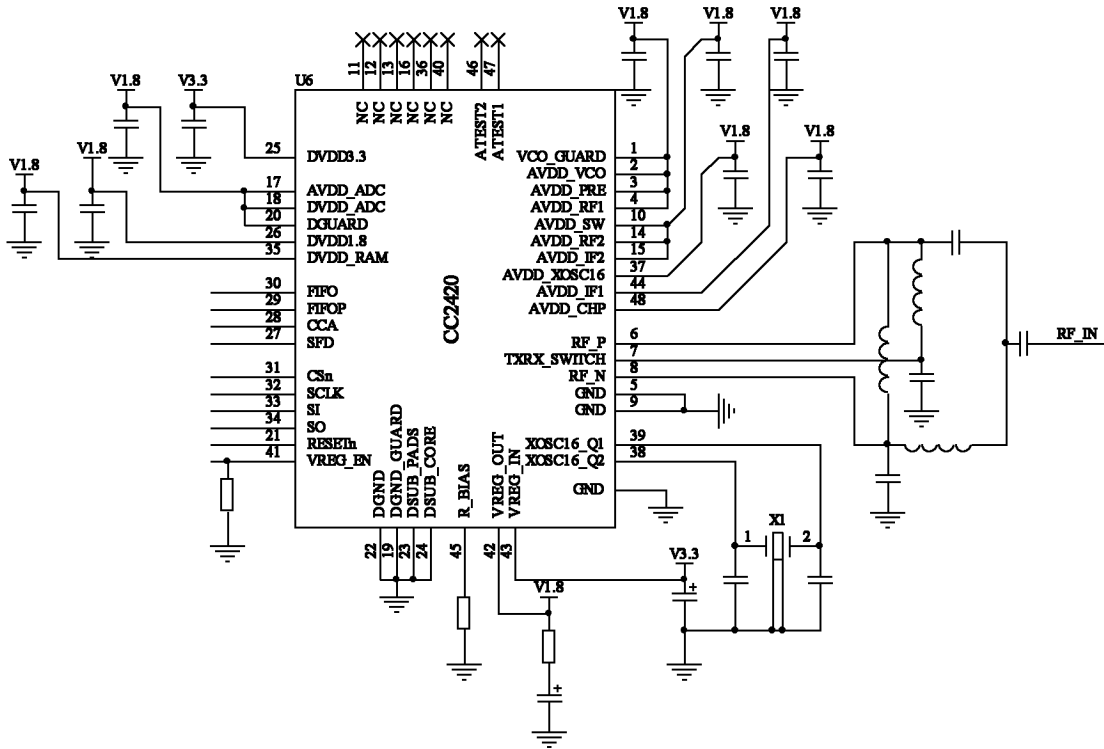 V1.8
V1.8
V1.8
V1.8
V3.3
V1.8
V1.8
V1.8
V1.8
U6
11
12
13
16
36
40
46
47
NC
NC
NC
NC
NC
NC
ATEST2
ATEST1
25 DVDD3.3
17 AVDD_ADC
18 DVDD_ADC
20 DGUARD
26 DVDD1.8
35 DVDD_RAM
30 FIFO
29 FIFOP
28 CCA
27 SFD
31 CSn
32 SCLK
33 SI
34 SO
21 RESETn
41 VREG_EN
CC2420
VCO_GUARD 1
AVDD_VCO 2
AVDD_PRE 3
AVDD_RF1 4
AVDD_SW 10
AVDD_RF2 14
AVDD_IF2 15
AVDD_XOSC16 37
AVDD_IF1 44
AVDD_CHP 48
RF_P 6
TXRX_SWITCH 7
RF_N 8
GND 5
GND 9
XOSC16_Q1 39
XOSC16_Q2 38
GND
RF_IN
DGND
DGND_GUARD
DSUB_PADS
DSUB_CORE
R_BIAS
VREG_OUT
VREG_IN
22
19
23
24
45
42
43
X1
1
2
V3.3
+
V1.8
+